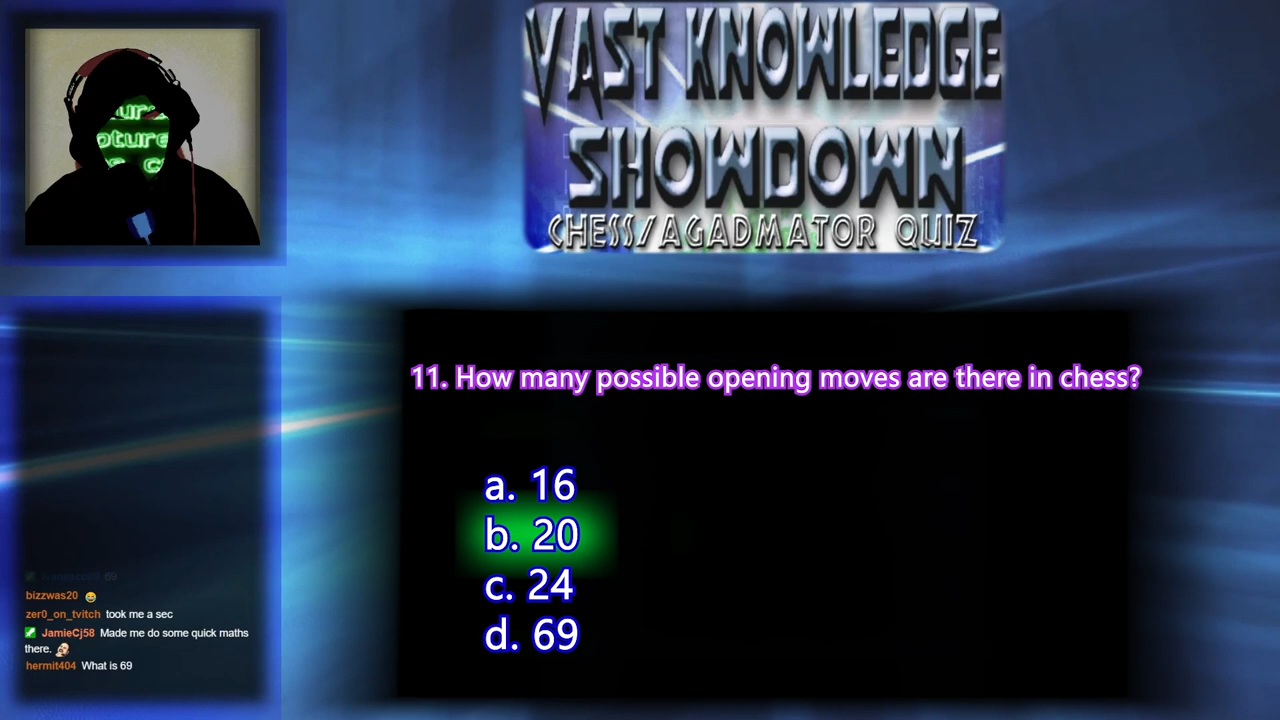 VAST KNOWLEDGE
SHOWDOWN
CHESS/AGADMATOR QUIZ
11. How many possible opening moves are there in chess?
a. 16
b. 20
c. 24
d. 69
69
bizzwas20
zer0_on_tvitch took me a sec
JamieCj58 Made me do some quick maths
there.
hermit404 What is 69